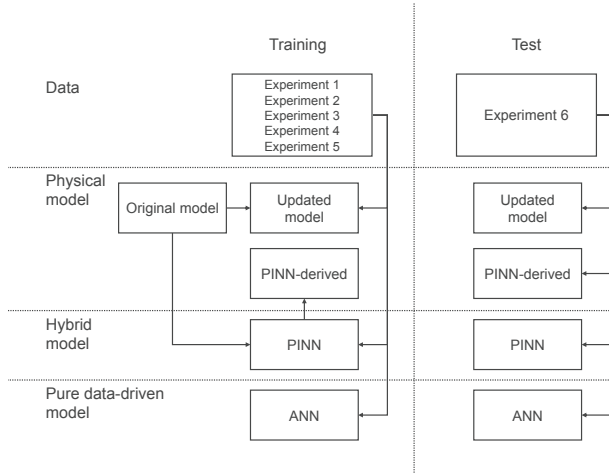 Training
Test
Data
Experiment 1
Experiment 2
Experiment 3
Experiment 4
Experiment 5
Experiment 6
Physical
model
Original model
Updated
model
Updated
model
PINN-derived
PINN-derived
Hybrid
model
PINN
PINN
Pure data-driven
model
ANN
ANN